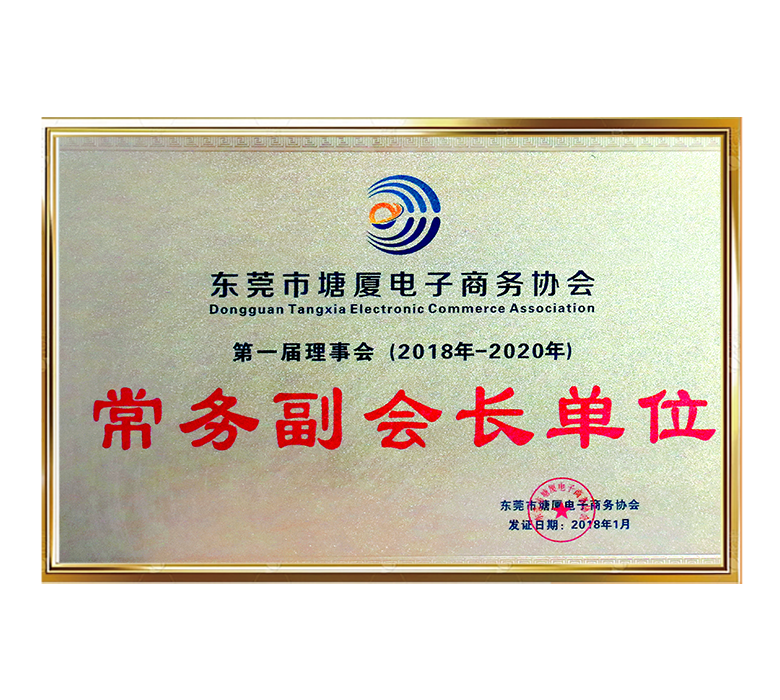 东莞市塘厦电子商务协会
Dongguan Tangxia Electronic Commerce Association
第一届理事会（2018年-2020年）
常务副会长单位
东莞市塘厦电子商务协会
发证日期：2018年1月